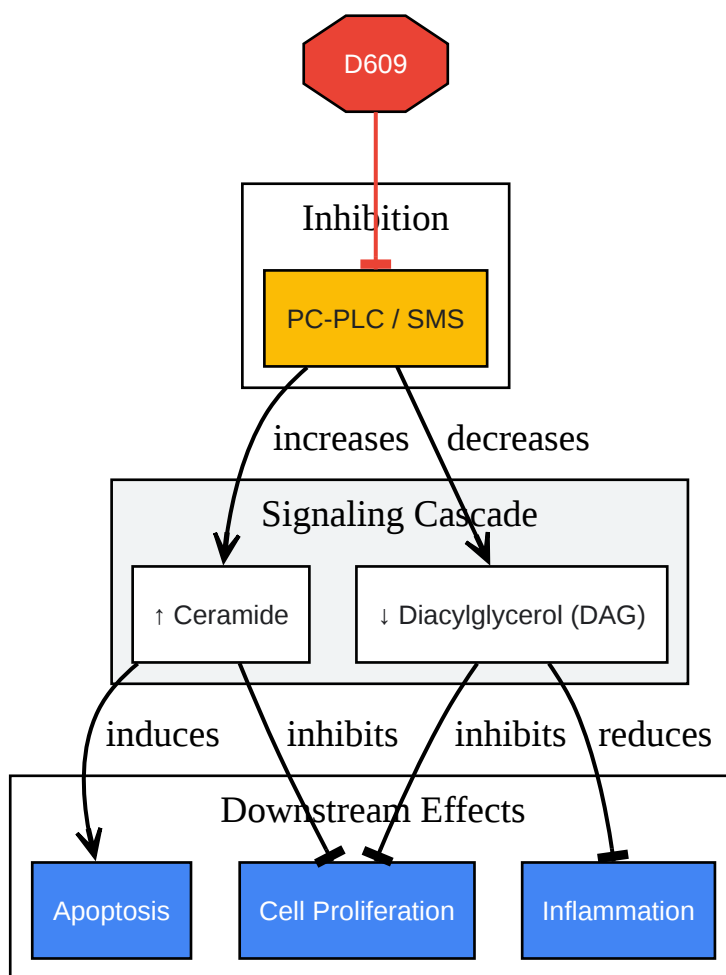 D609
Inhibition
PC-PLC / SMS
increases
decreases
Signaling Cascade
↑ Ceramide
↓ Diacylglycerol (DAG)
induces
inhibits
inhibits
reduces
Downstream Effects
Apoptosis
Cell Proliferation
Inflammation